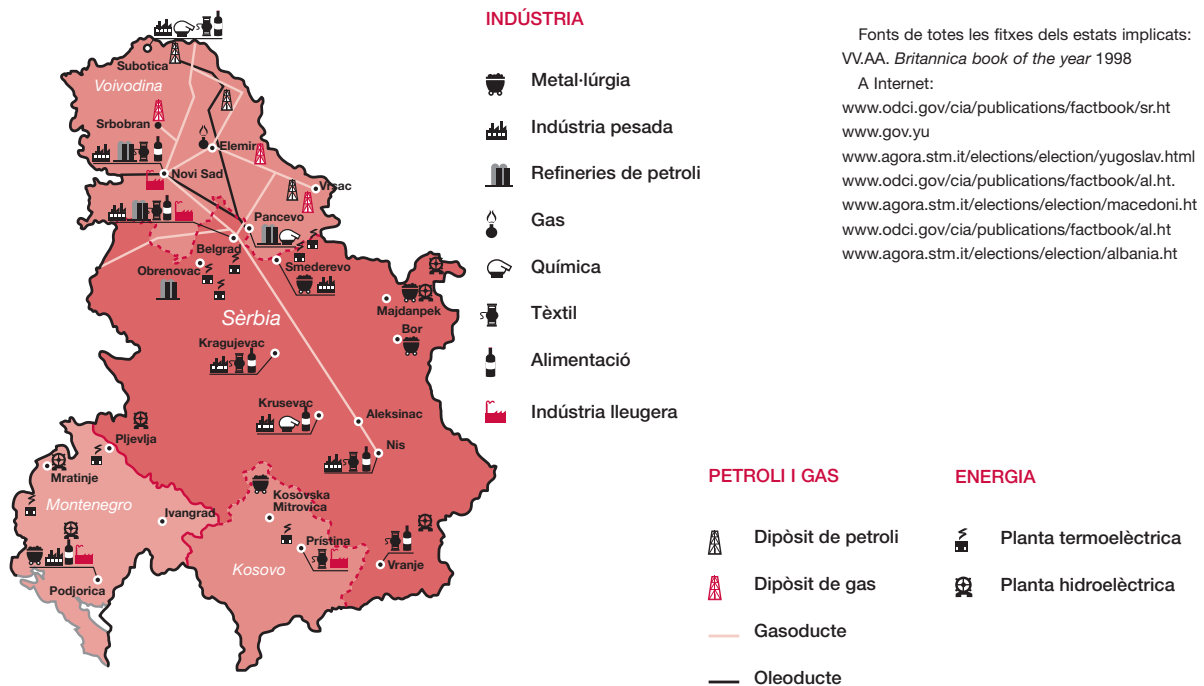 Subotica
Voivodina
Srbobran
Elemir
Novi Sad
Vrsac
Pancevo
Belgrad
Obrenovac
Smederevo
Sèrbia
Majdanpek
Bor
Kragujevac
Krusevac
Aleksinac
Nis
Pljevlja
Mratinje
Montenegro
Ivangrad
Kosovska
Mitrovica
Prístina
Kosovo
Vranje
Podjorica
INDÚSTRIA
Metal·lúrgia
Indústria pesada
Refineries de petroli
Gas
Química
Tèxtil
Alimentació
Indústria lleugera
Fonts de totes les fitxes dels estats implicats:
VV.AA. Britannica book of the year 1998
A Internet:
www.odci.gov/cia/publications/factbook/sr.ht
www.gov.yu
www.agora.stm.it/elections/election/yugoslav.html
www.odci.gov/cia/publications/factbook/al.ht.
www.agora.stm.it/elections/election/macedoni.ht
www.odci.gov/cia/publications/factbook/al.ht
www.agora.stm.it/elections/election/albania.ht
PETROLI I GAS
Dipòsit de petroli
Dipòsit de gas
Gasoducte
Oleoducte
ENERGIA
Planta termoelèctrica
Planta hidroelèctrica